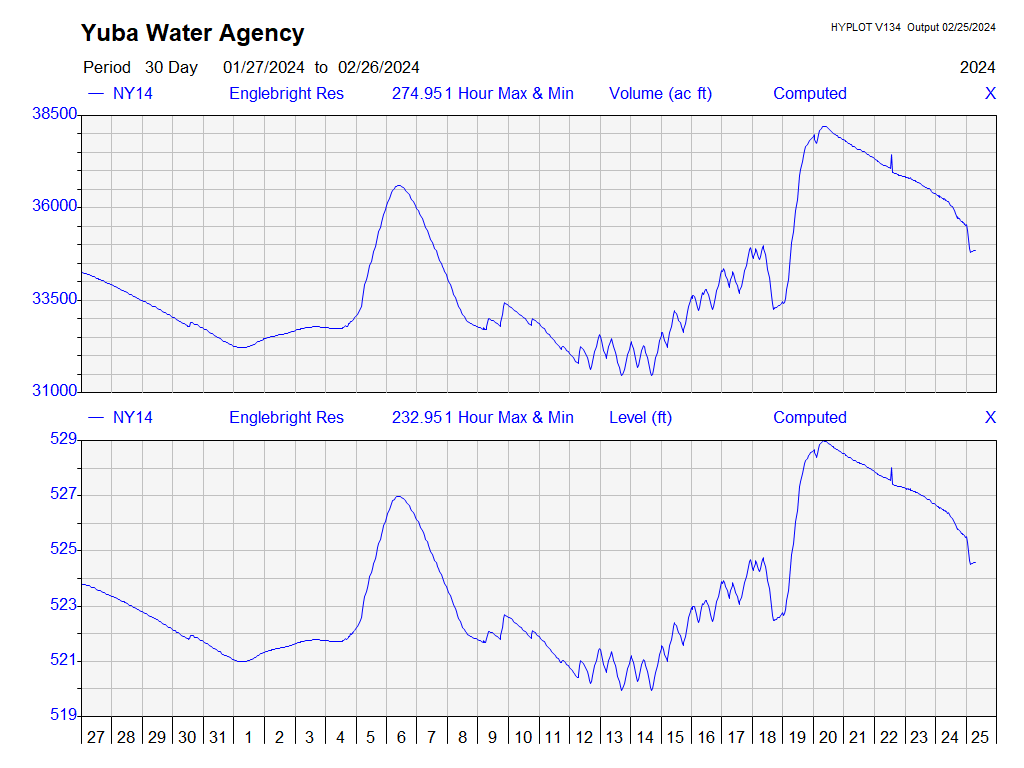 Yuba Water Agency
HYPLOT V134 Output 02/25/2024
Period 30 Day 01/27/2024 to 02/26/2024 2024
NY14 Englebright Res 274.951 Hour Max & Min Volume (ac ft) Computed X
38500
36000
33500
31000
NY14 Englebright Res 232.951 Hour Max & Min Level (ft) Computed X
529
527
525
523
521
519
27 28 29 30 31 1 2 3 4 5 6 7 8 9 10 11 12 13 14 15 16 17 18 19 20 21 22 23 24 25